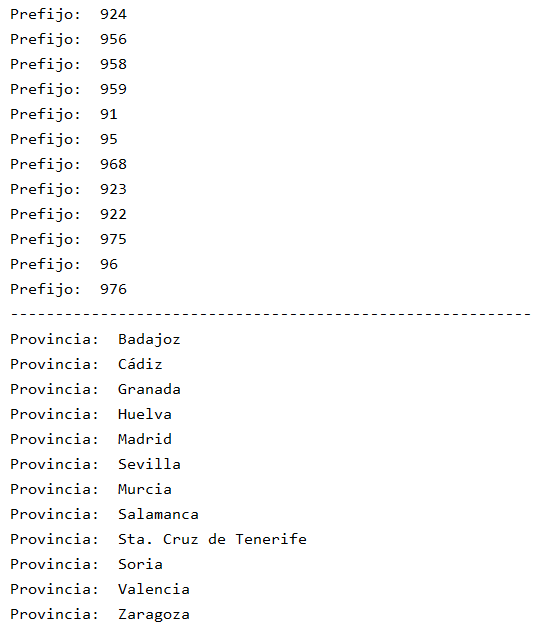 Prefijo:  924
Prefijo:  956
Prefijo:  958
Prefijo:  959
Prefijo:  91
Prefijo:  95
Prefijo:  968
Prefijo:  923
Prefijo:  922
Prefijo:  975
Prefijo:  96
Prefijo:  976
----------------------------------------------------------
Provincia:  Badajoz
Provincia:  Cádiz
Provincia:  Granada
Provincia:  Huelva
Provincia:  Madrid
Provincia:  Sevilla
Provincia:  Murcia
Provincia:  Salamanca
Provincia:  Sta. Cruz de Tenerife
Provincia:  Soria
Provincia:  Valencia
Provincia:  Zaragoza